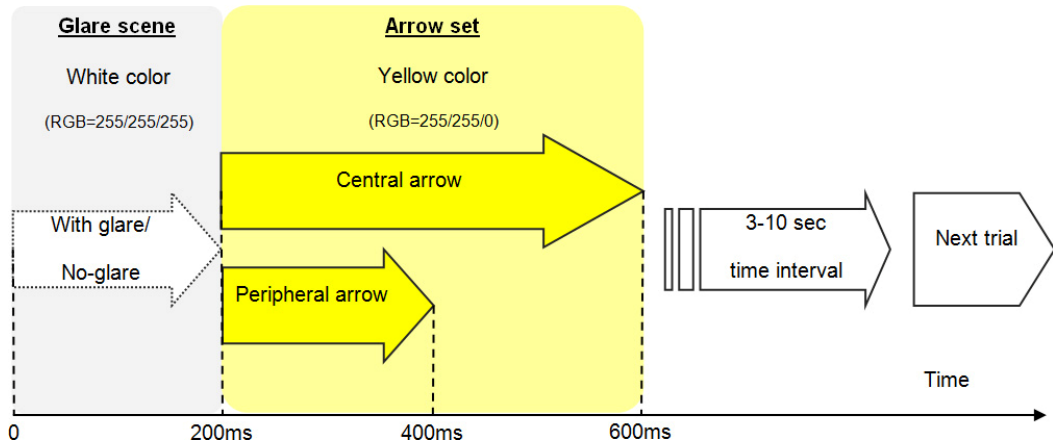 Glare scene
White color
(RGB=255/255/255)
Arrow set
Yellow color
(RGB=255/255/0)
With glare/
No-glare
Central arrow
Peripheral arrow
3-10 sec
time interval
Next trial
Time
0
200ms
400ms
600ms